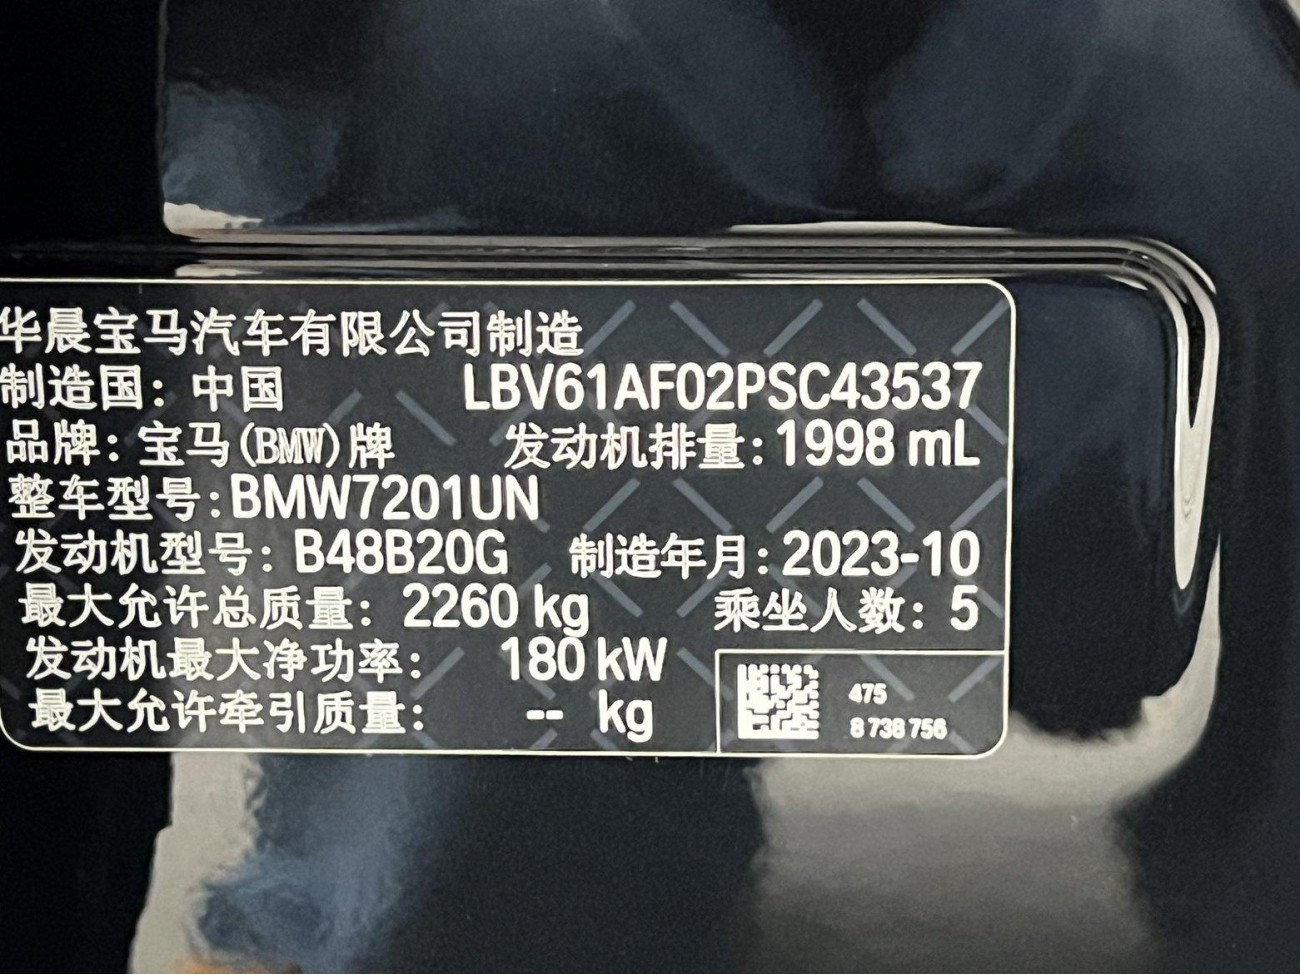 华晨宝马汽车有限公司制造
制造国：中国 LBV61AF02PSC43537
品牌：宝马(BMW)牌 发动机排量：1998 mL
整车型号：BMW7201UN
发动机型号：B48B20G 制造年月：2023-10
最大允许总质量：2260 kg 乘坐人数：5
发动机最大净功率：180 kW
最大允许牵引质量：-- kg
475
8 738 756